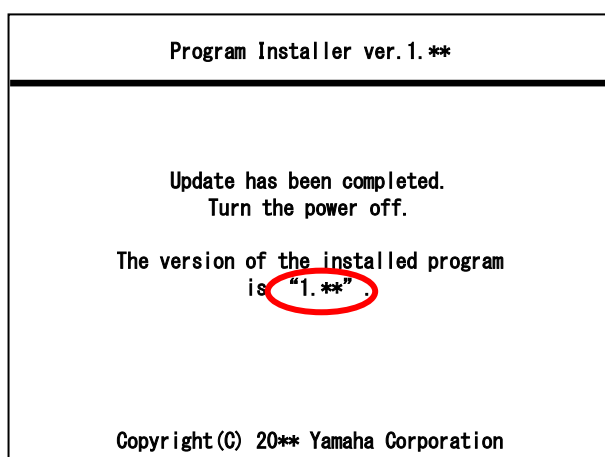 Program Installer ver.1.**
Update has been completed.
Turn the power off.
The version of the installed program
is “1.**”.
Copyright(C) 20** Yamaha Corporation